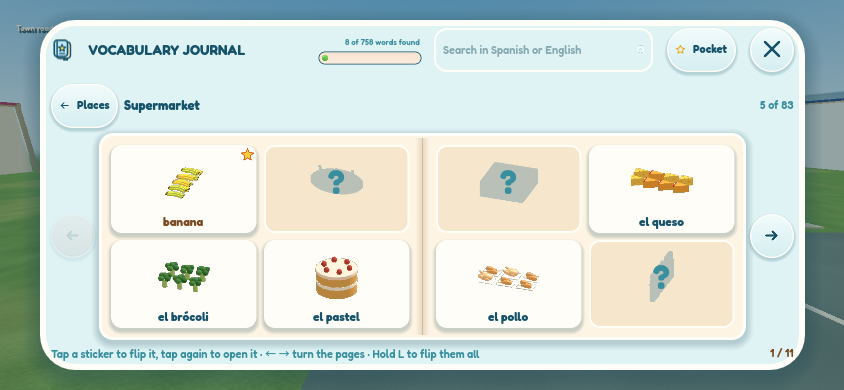 VOCABULARY JOURNAL
8 of 758 words found
Search in Spanish or English
Pocket
← Places
Supermarket
5 of 83
banana
?
?
el queso
el brócoli
el pastel
el pollo
?
Tap a sticker to flip it, tap again to open it · ← → turn the pages · Hold L to flip them all
1 / 11